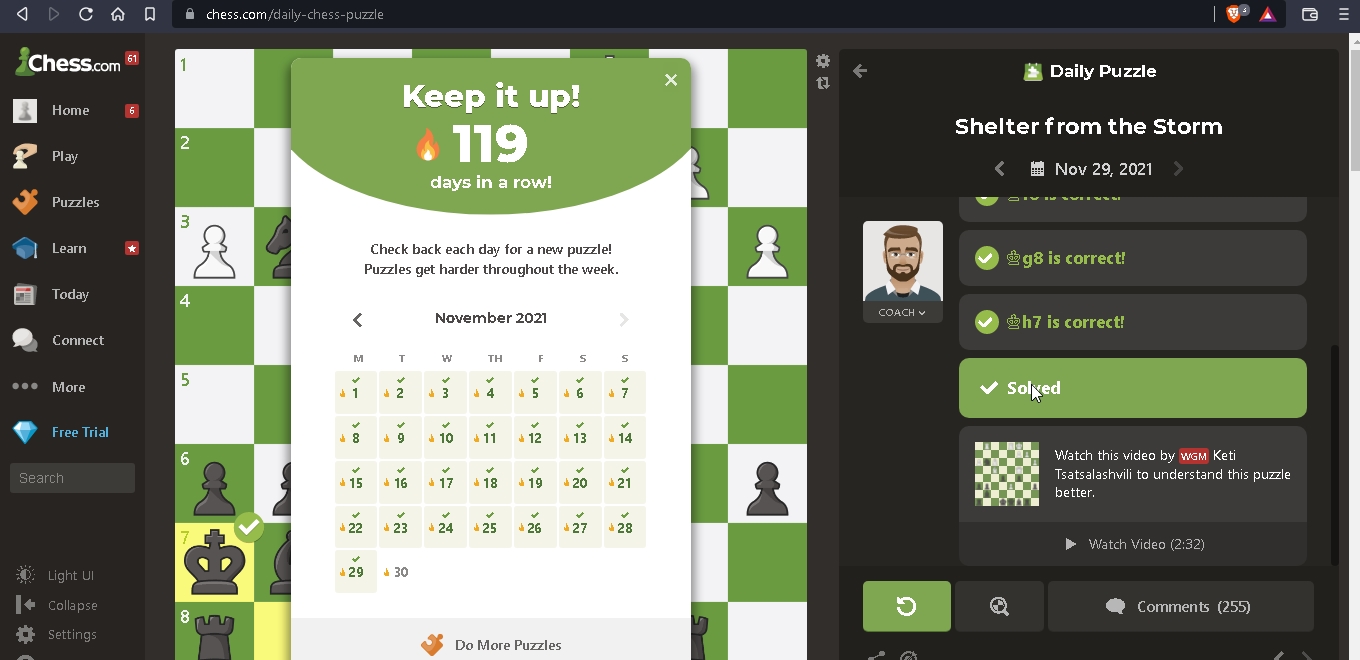 chess.com/daily-chess-puzzle
4
Chess.com
61
Home
6
Play
Puzzles
Learn
Today
Connect
More
Free Trial
Search
Light UI
Collapse
Settings
1
2
3
4
5
6
7
8
Keep it up!
119
days in a row!
Check back each day for a new puzzle!
Puzzles get harder throughout the week.
November 2021
M T W TH F S S
1 2 3 4 5 6 7
8 9 10 11 12 13 14
15 16 17 18 19 20 21
22 23 24 25 26 27 28
29 30
Do More Puzzles
Daily Puzzle
Shelter from the Storm
Nov 29, 2021
is correct!
♔g8 is correct!
♔h7 is correct!
COACH
Solved
Watch this video by WGM Keti
Tsatsalashvili to understand this puzzle
better.
Watch Video (2:32)
Comments (255)